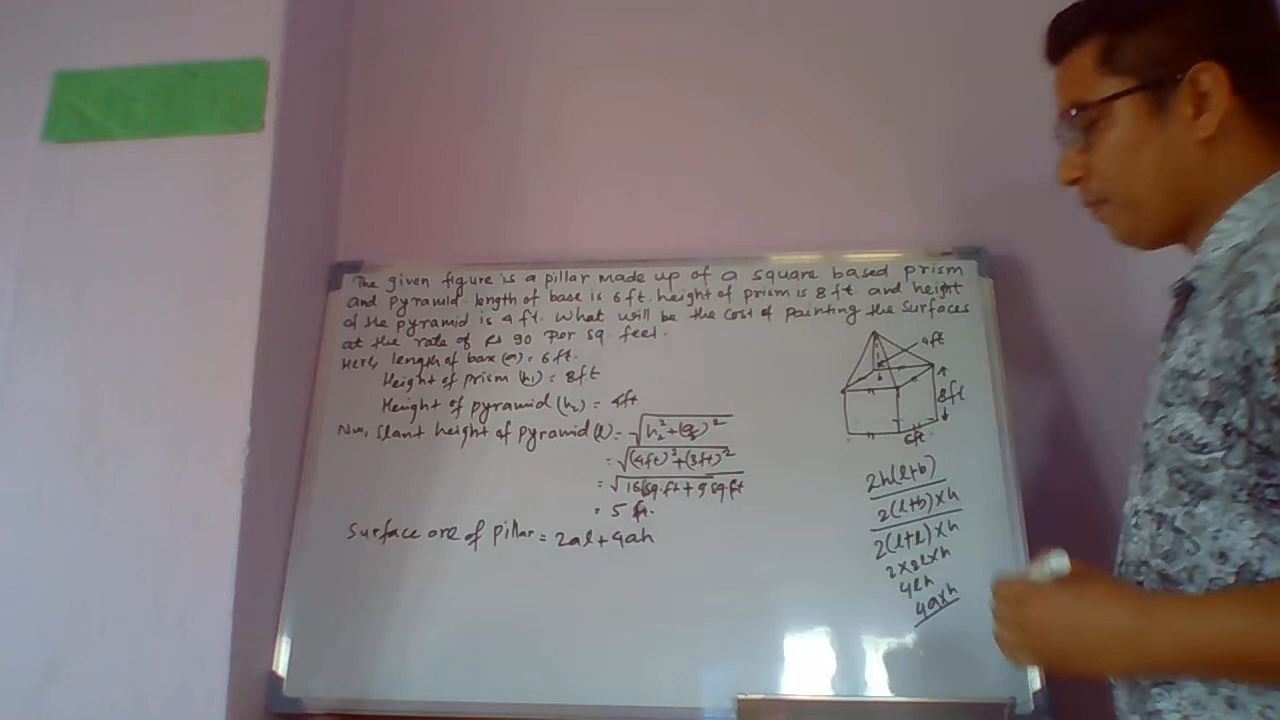 The given figure is a pillar made up of a square based prism
and pyramid. length of base is 6ft. height of prism is 8 ft. and height
of the pyramid is 4 ft. What will be the cost of painting the surfaces
at the rate of Rs 90 per sq feet.
Here, length of base (a) = 6ft.
Height of prism (h₁) = 8ft
Height of pyramid (h₂) = 4ft
Now, slant height of pyramid (l) = √h₂²+(a/2)²
= √(4ft)²+(3ft)²
= √16sq.ft + 9 sq.ft
= 5 ft.
Surface are of pillar = 2al + 4ah
4ft
8ft
6ft
2h(l+b)
2(l+b)×h
2(l+l)×h
2×2l×h
4lh
4a×h